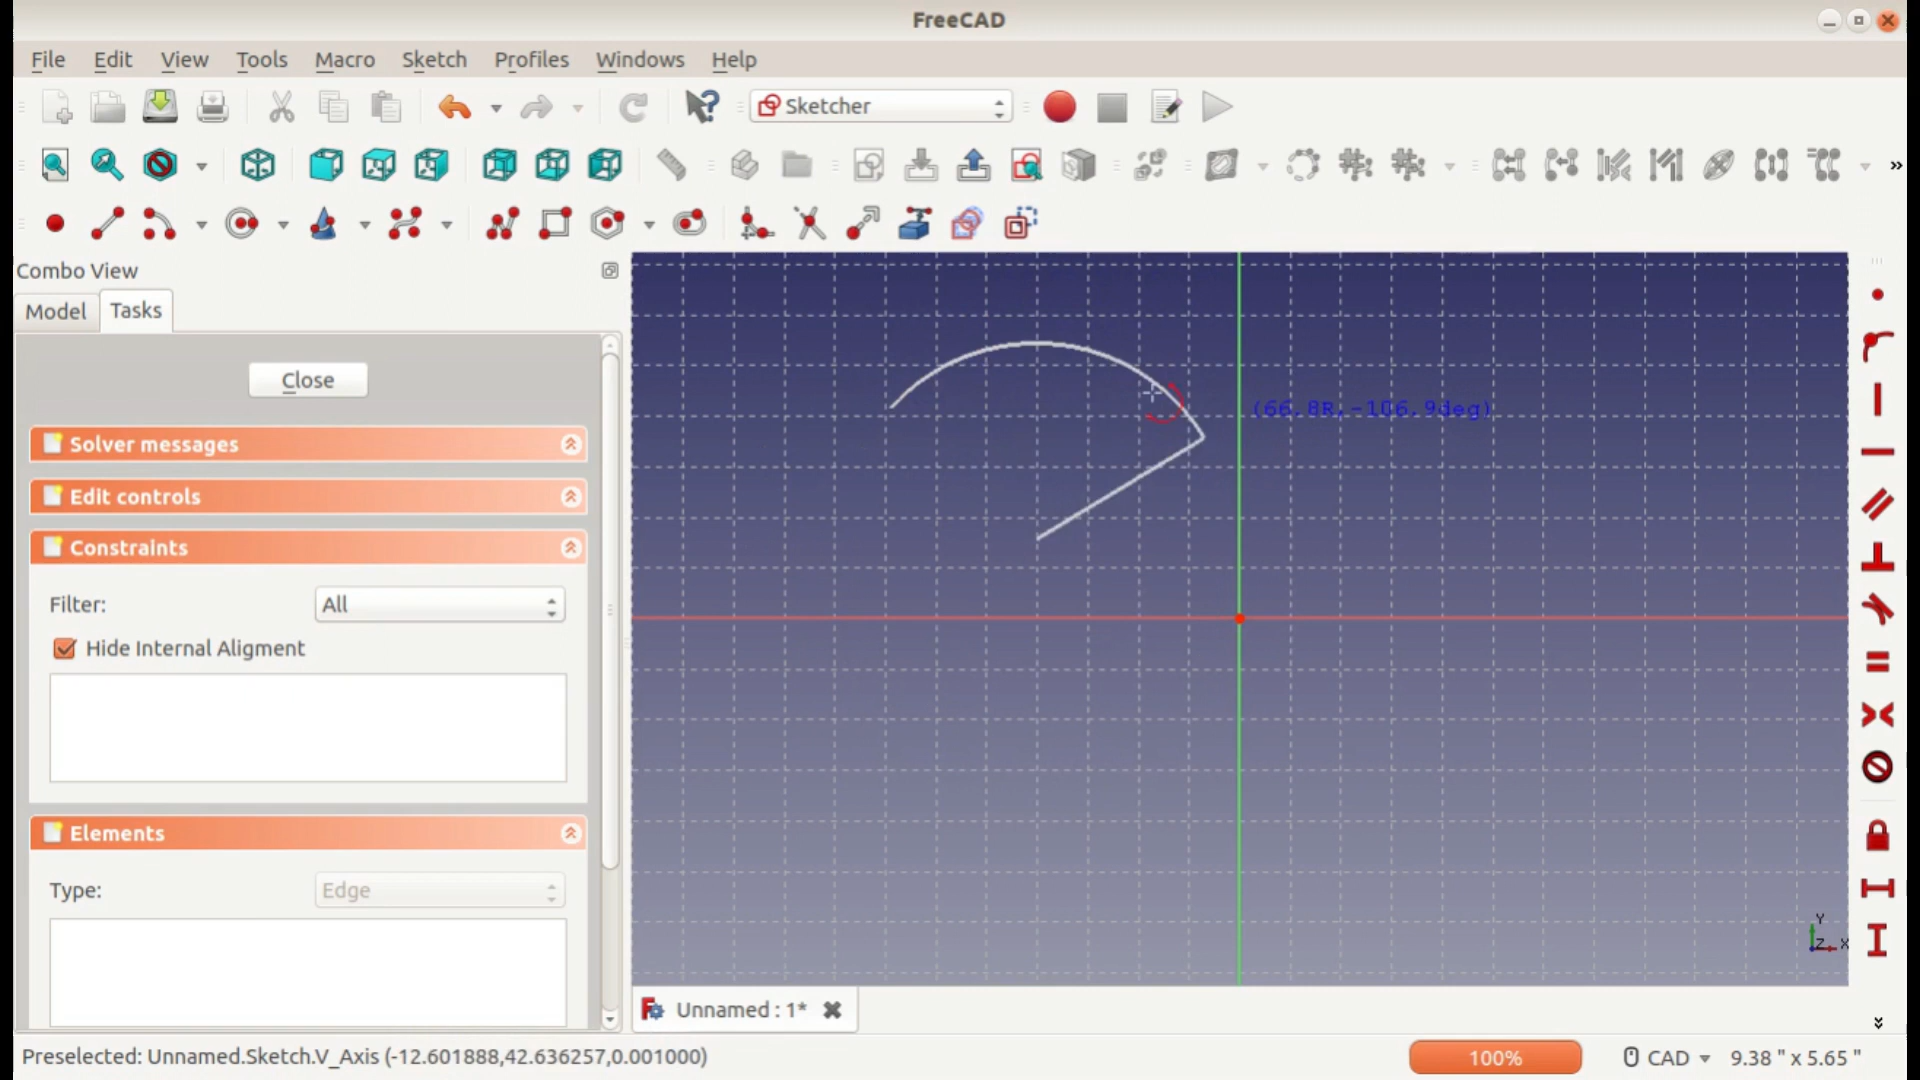 FreeCAD
File Edit View Tools Macro Sketch Profiles Windows Help
Sketcher
Combo View
Model Tasks
Close
Solver messages
Edit controls
Constraints
Filter: All
Hide Internal Aligment
Elements
Type: Edge
(66.8R,-106.9deg)
Y
Z X
Unnamed : 1*
Preselected: Unnamed.Sketch.V_Axis (-12.601888,42.636257,0.001000)
100% CAD 9.38 " x 5.65 "